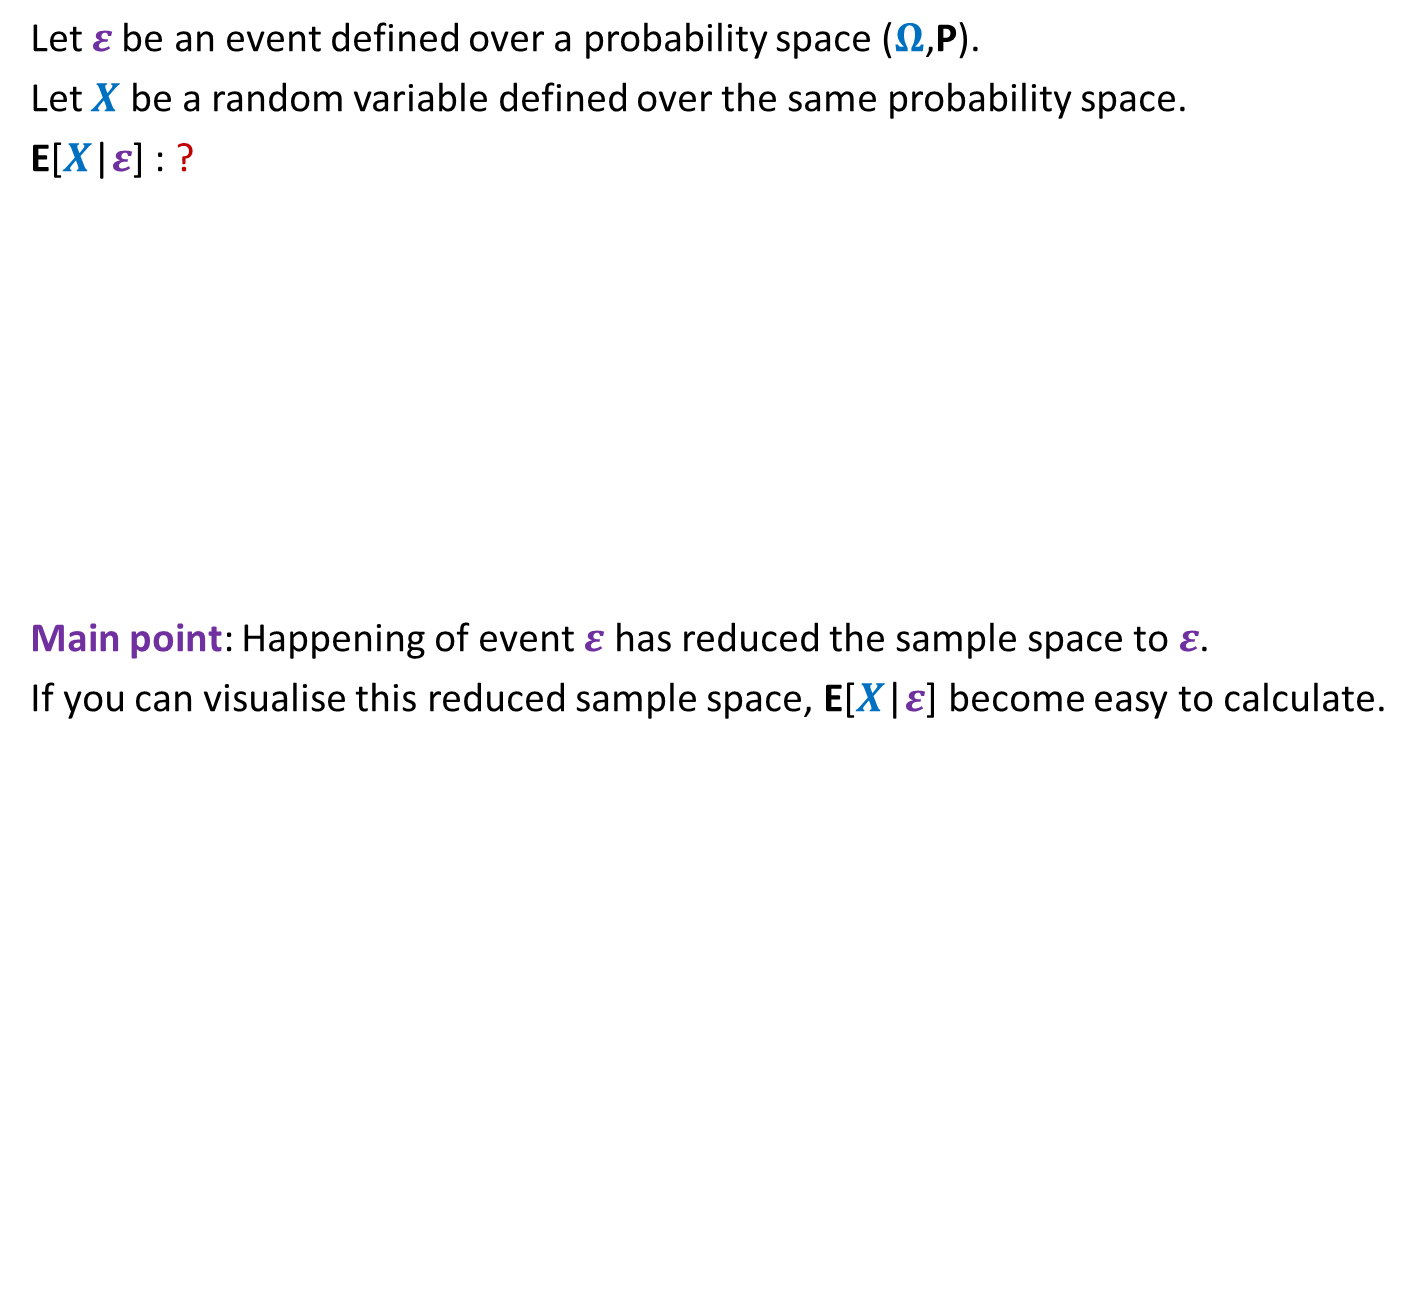 Let ε be an event defined over a probability space (Ω,P).
Let X be a random variable defined over the same probability space.
E[X|ε] : ?
Main point: Happening of event ε has reduced the sample space to ε.
If you can visualise this reduced sample space, E[X|ε] become easy to calculate.